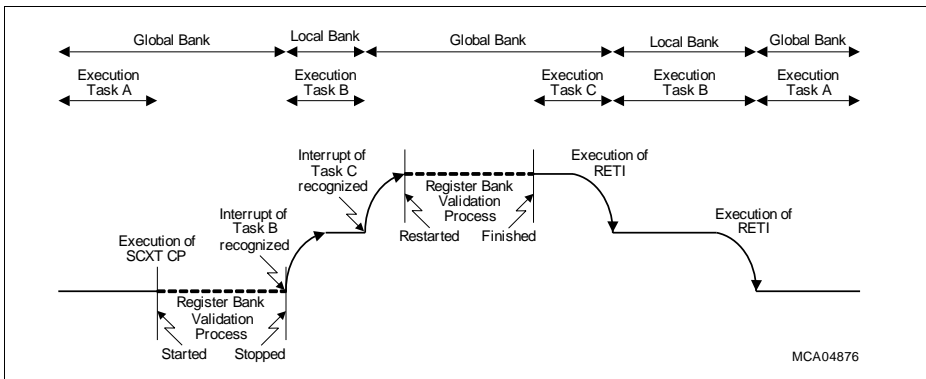 Global Bank
Local Bank
Global Bank
Local Bank
Global Bank
Execution
Task A
Execution
Task B
Execution
Task C
Execution
Task B
Execution
Task A
Interrupt of
Task C
recognized
Execution of
RETI
Register Bank
Validation
Process
Interrupt of
Task B
recognized
Restarted
Finished
Execution of
RETI
Execution of
SCXT CP
Register Bank
Validation
Process
Started
Stopped
MCA04876